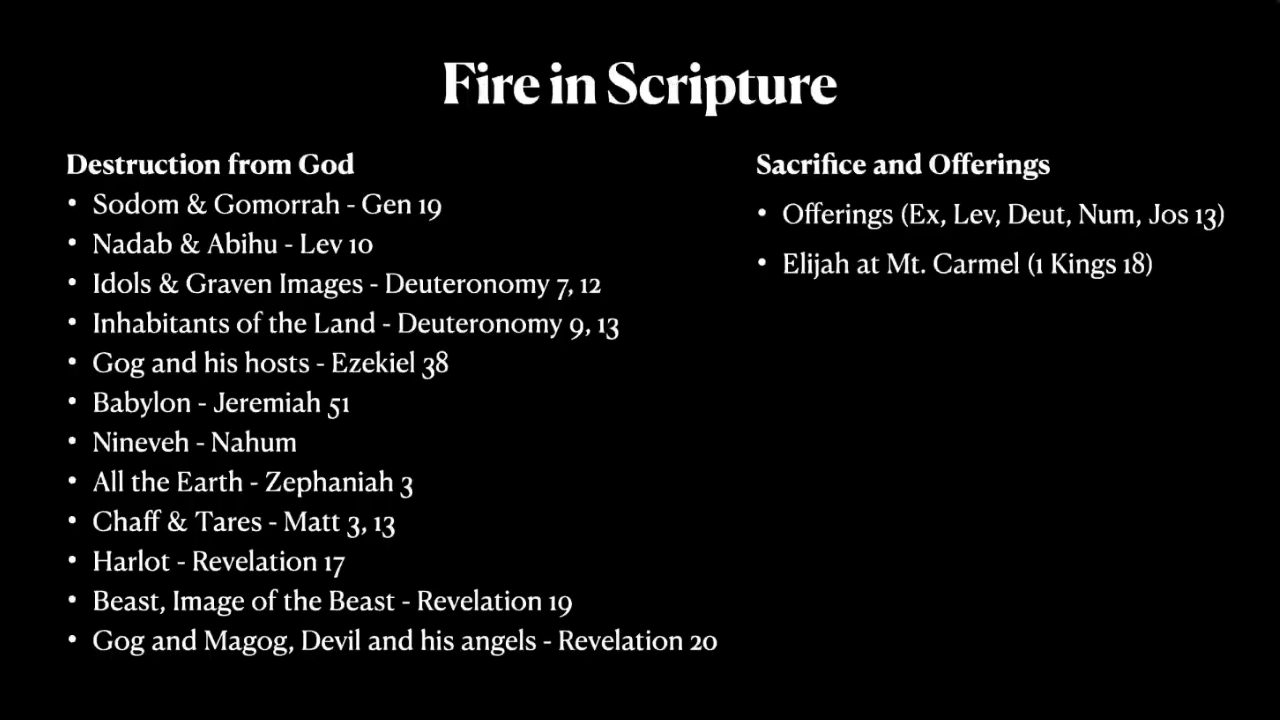 Fire in Scripture
Destruction from God
• Sodom & Gomorrah - Gen 19
• Nadab & Abihu - Lev 10
• Idols & Graven Images - Deuteronomy 7, 12
• Inhabitants of the Land - Deuteronomy 9, 13
• Gog and his hosts - Ezekiel 38
• Babylon - Jeremiah 51
• Nineveh - Nahum
• All the Earth - Zephaniah 3
• Chaff & Tares - Matt 3, 13
• Harlot - Revelation 17
• Beast, Image of the Beast - Revelation 19
• Gog and Magog, Devil and his angels - Revelation 20
Sacrifice and Offerings
• Offerings (Ex, Lev, Deut, Num, Jos 13)
• Elijah at Mt. Carmel (1 Kings 18)